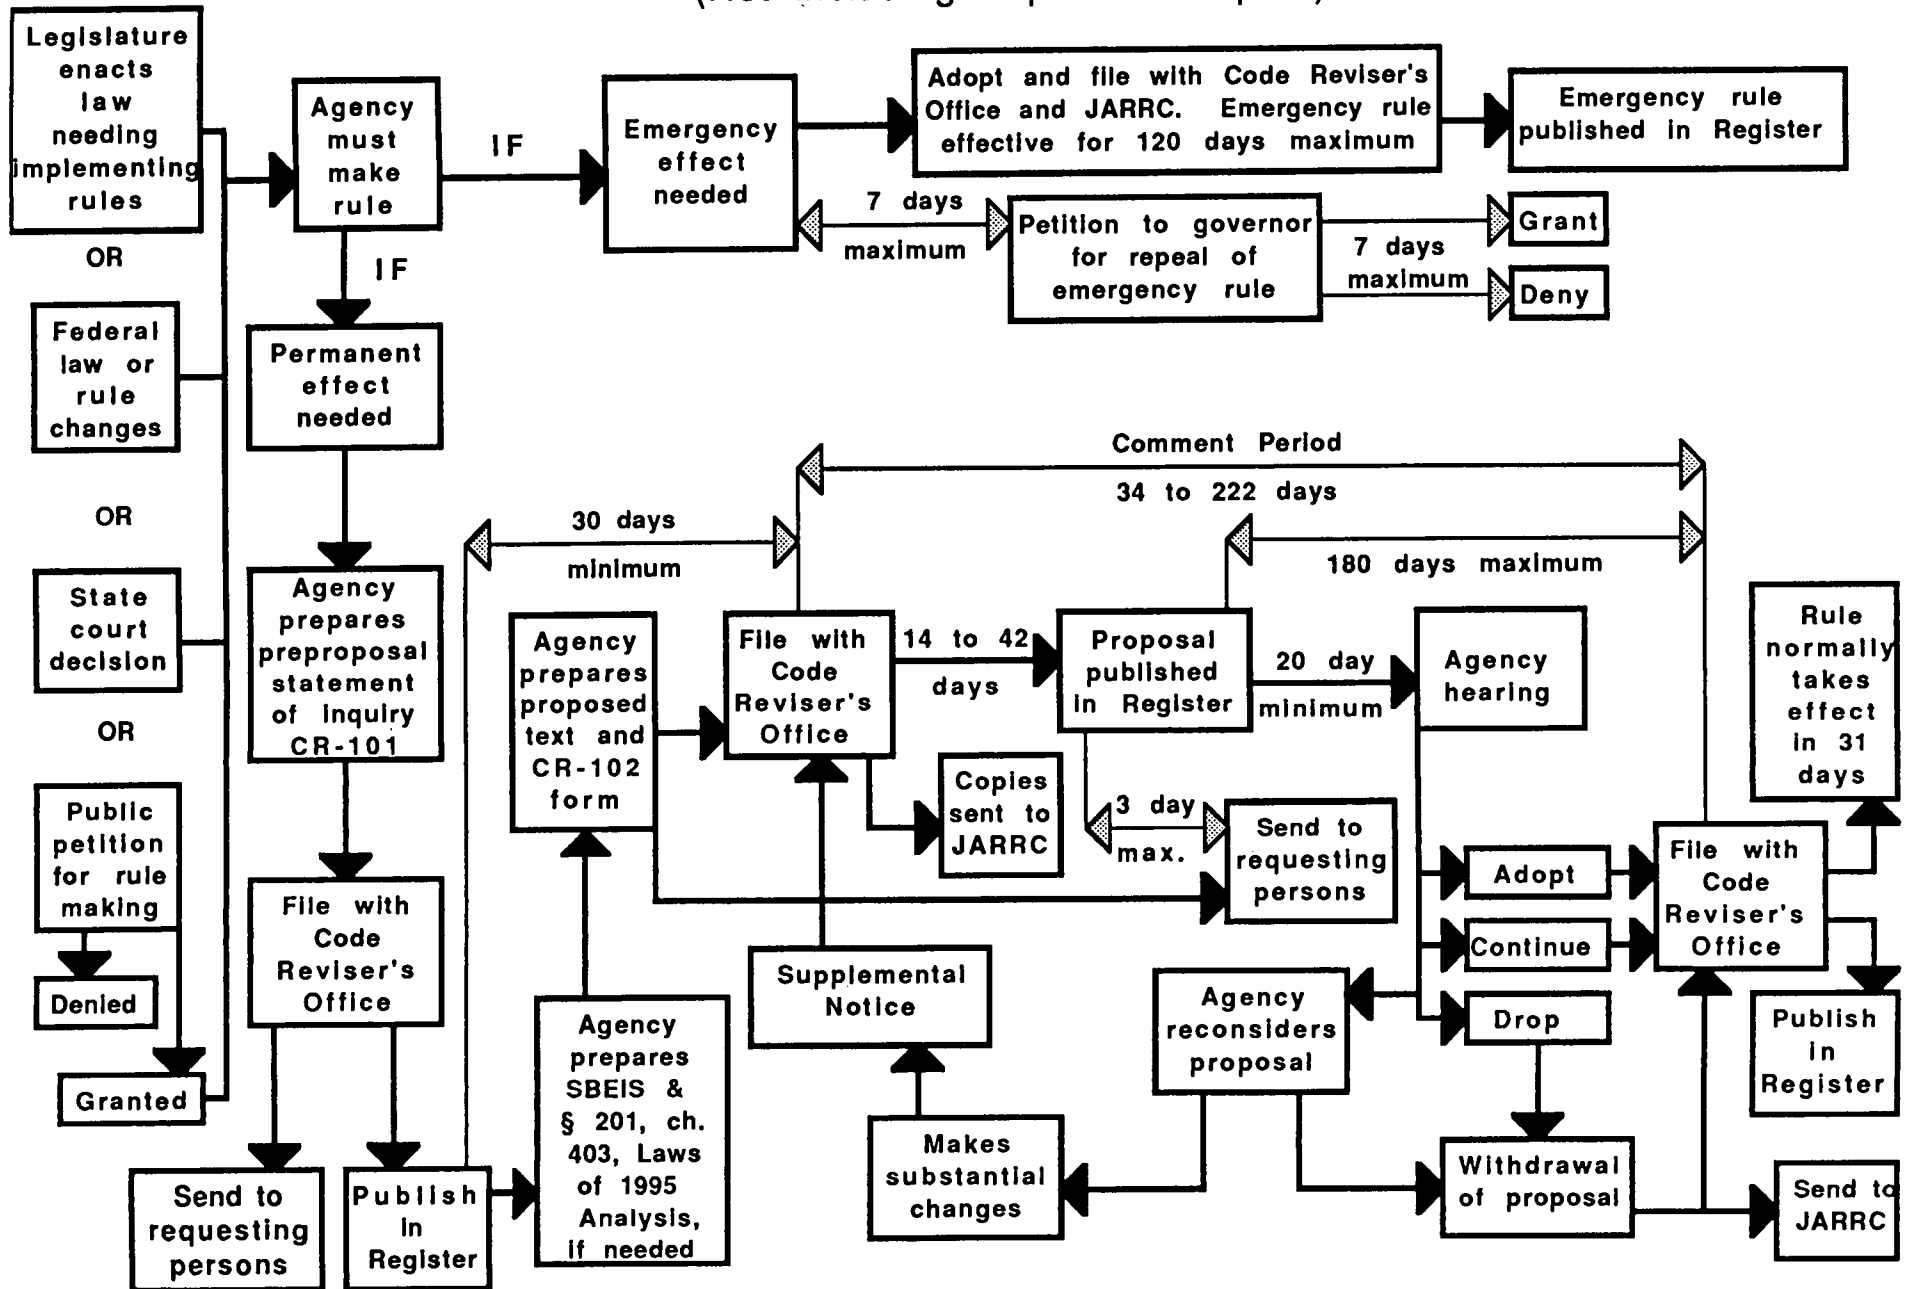 Legislature
enacts
law
needing
implementing
rules
OR
Federal
law or
rule
changes
OR
State
court
decision
OR
Public
petition
for rule
making
Denied
Granted
Agency
must
make
rule
IF
IF
Emergency
effect
needed
Adopt and file with Code Reviser's
Office and JARRC. Emergency rule
effective for 120 days maximum
Emergency rule
published in Register
7 days
maximum
Petition to governor
for repeal of
emergency rule
7 days
maximum
Grant
Deny
Permanent
effect
needed
Agency
prepares
preproposal
statement
of inquiry
CR-101
File with
Code
Reviser's
Office
Send to
requesting
persons
Publish
in
Register
30 days
minimum
Agency
prepares
SBEIS &
§ 201, ch.
403, Laws
of 1995
Analysis,
if needed
Agency
prepares
proposed
text and
CR-102
form
File with
Code
Reviser's
Office
Copies
sent to
JARRC
14 to 42
days
Comment Period
34 to 222 days
180 days maximum
Proposal
published
in Register
20 day
minimum
Agency
hearing
3 day
max.
Send to
requesting
persons
Supplemental
Notice
Makes
substantial
changes
Agency
reconsiders
proposal
Adopt
Continue
Drop
Withdrawal
of proposal
File with
Code
Reviser's
Office
Rule
normally
takes
effect
in 31
days
Publish
in
Register
Send to
JARRC